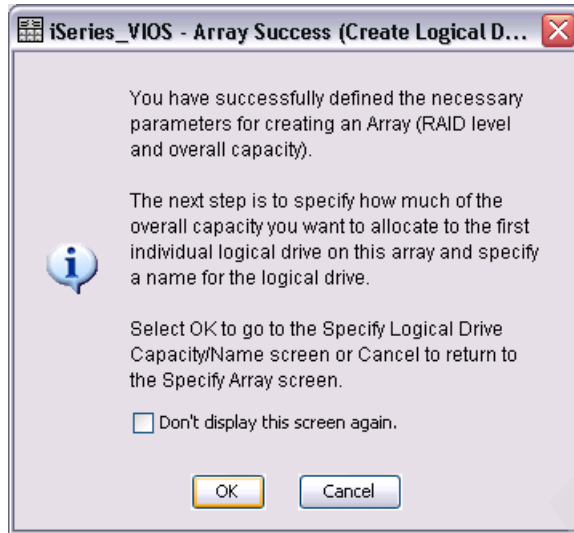 iSeries_VIOS - Array Success (Create Logical D...
You have successfully defined the necessary
parameters for creating an Array (RAID level
and overall capacity).
The next step is to specify how much of the
overall capacity you want to allocate to the first
individual logical drive on this array and specify
a name for the logical drive.
Select OK to go to the Specify Logical Drive
Capacity/Name screen or Cancel to return to
the Specify Array screen.
Don't display this screen again.
OK
Cancel